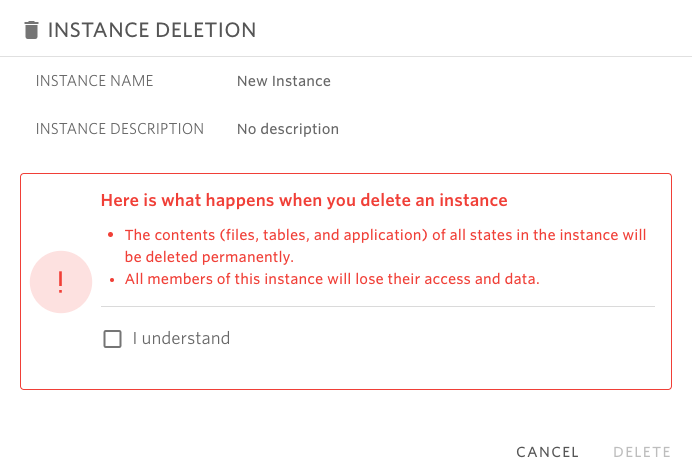 INSTANCE DELETION
INSTANCE NAME New Instance
INSTANCE DESCRIPTION No description
Here is what happens when you delete an instance
• The contents (files, tables, and application) of all states in the instance will
be deleted permanently.
• All members of this instance will lose their access and data.
!
I understand
CANCEL DELETE